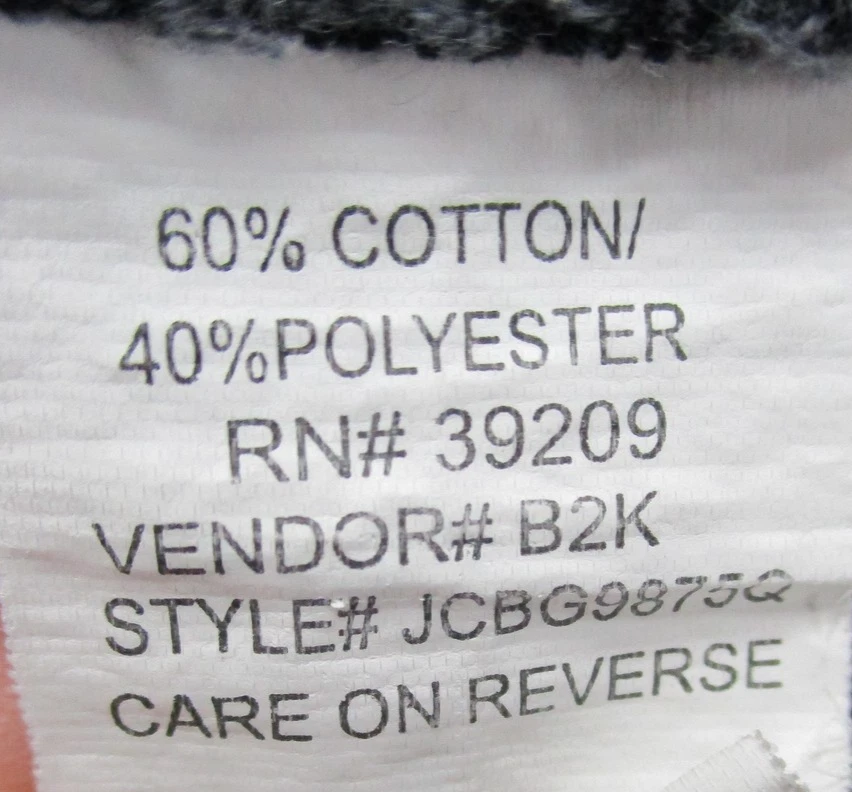 60% COTTON/
40%POLYESTER
RN# 39209
VENDOR# B2K
STYLE# JCBG9875Q
CARE ON REVERSE